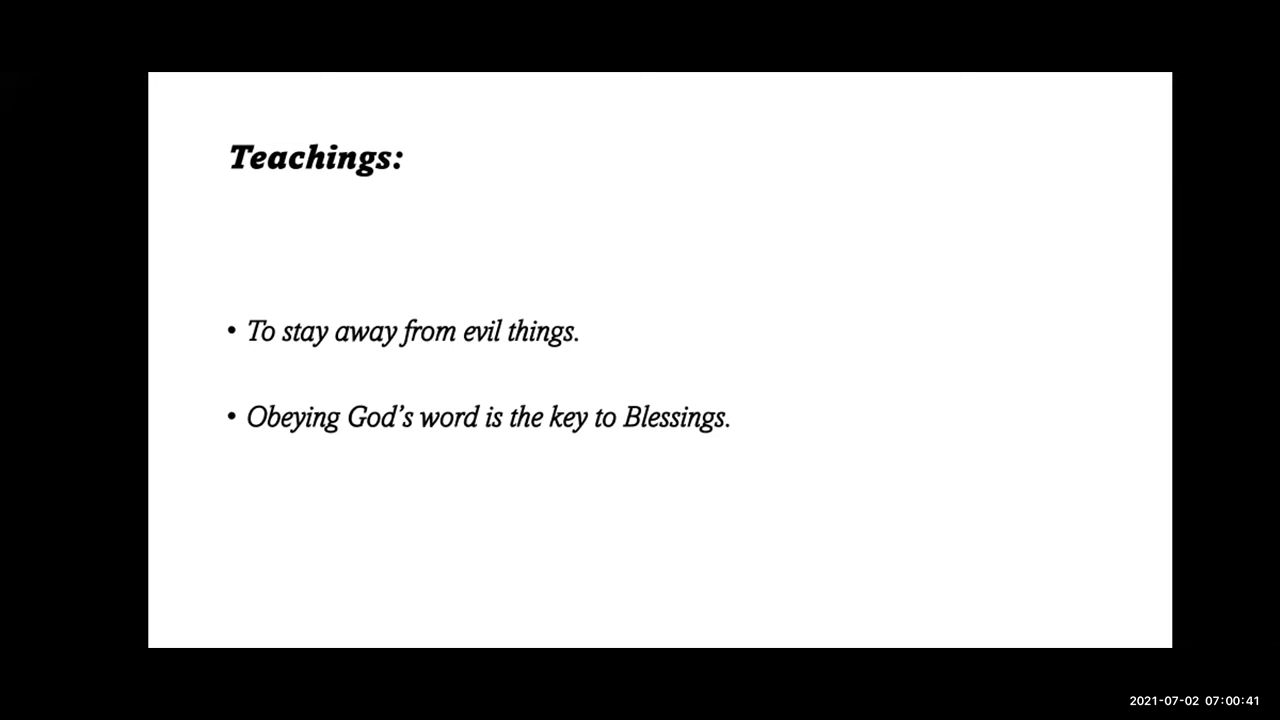 Teachings:
• To stay away from evil things.
• Obeying God’s word is the key to Blessings.
2021-07-02 07:00:41